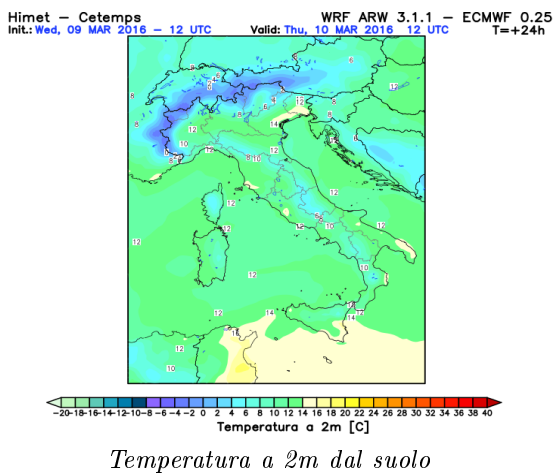 Himet – Cetemps WRF ARW 3.1.1 – ECMWF 0.25
Init.: Wed, 09 MAR 2016 – 12 UTC Valid: Thu, 10 MAR 2016 12 UTC T=+24h
-20-18-16-14-12-10-8 -6 -4 -2 0 2 4 6 8 10 12 14 16 18 20 22 24 26 28 30 32 34 36 38 40
Temperatura a 2m [C]
Temperatura a 2m dal suolo